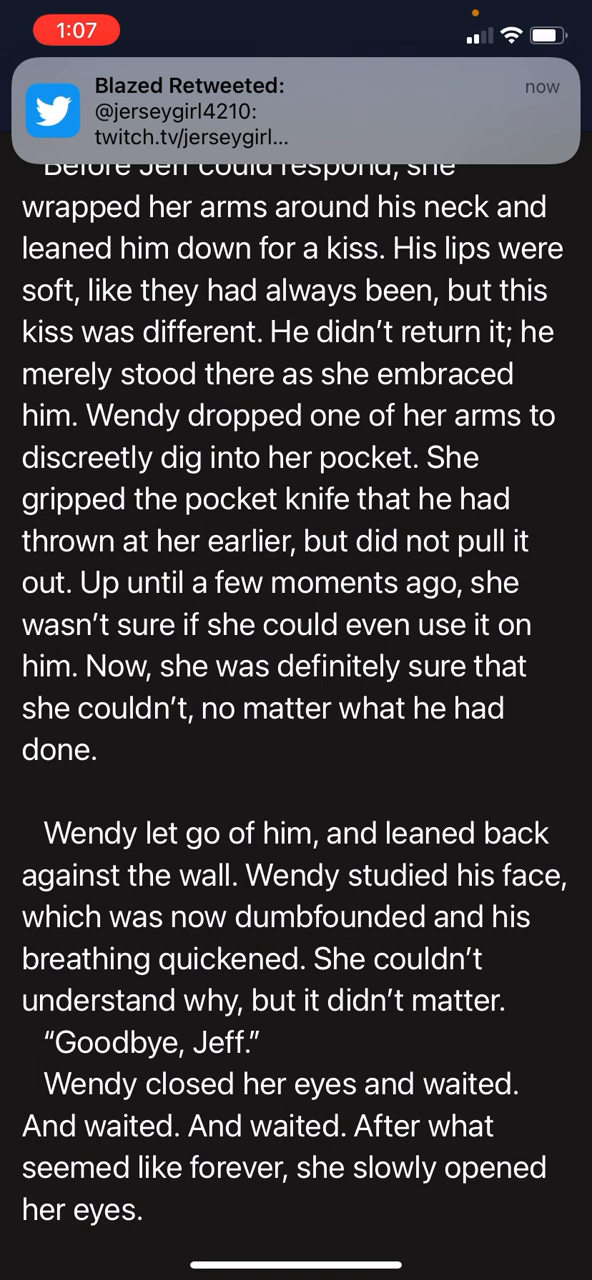 1:07
Blazed Retweeted:
now
@jerseygirl4210:
twitch.tv/jerseygirl...
Before Jeff could respond, she
wrapped her arms around his neck and
leaned him down for a kiss. His lips were
soft, like they had always been, but this
kiss was different. He didn’t return it; he
merely stood there as she embraced
him. Wendy dropped one of her arms to
discreetly dig into her pocket. She
gripped the pocket knife that he had
thrown at her earlier, but did not pull it
out. Up until a few moments ago, she
wasn’t sure if she could even use it on
him. Now, she was definitely sure that
she couldn’t, no matter what he had
done.
Wendy let go of him, and leaned back
against the wall. Wendy studied his face,
which was now dumbfounded and his
breathing quickened. She couldn’t
understand why, but it didn’t matter.
“Goodbye, Jeff.”
Wendy closed her eyes and waited.
And waited. And waited. After what
seemed like forever, she slowly opened
her eyes.